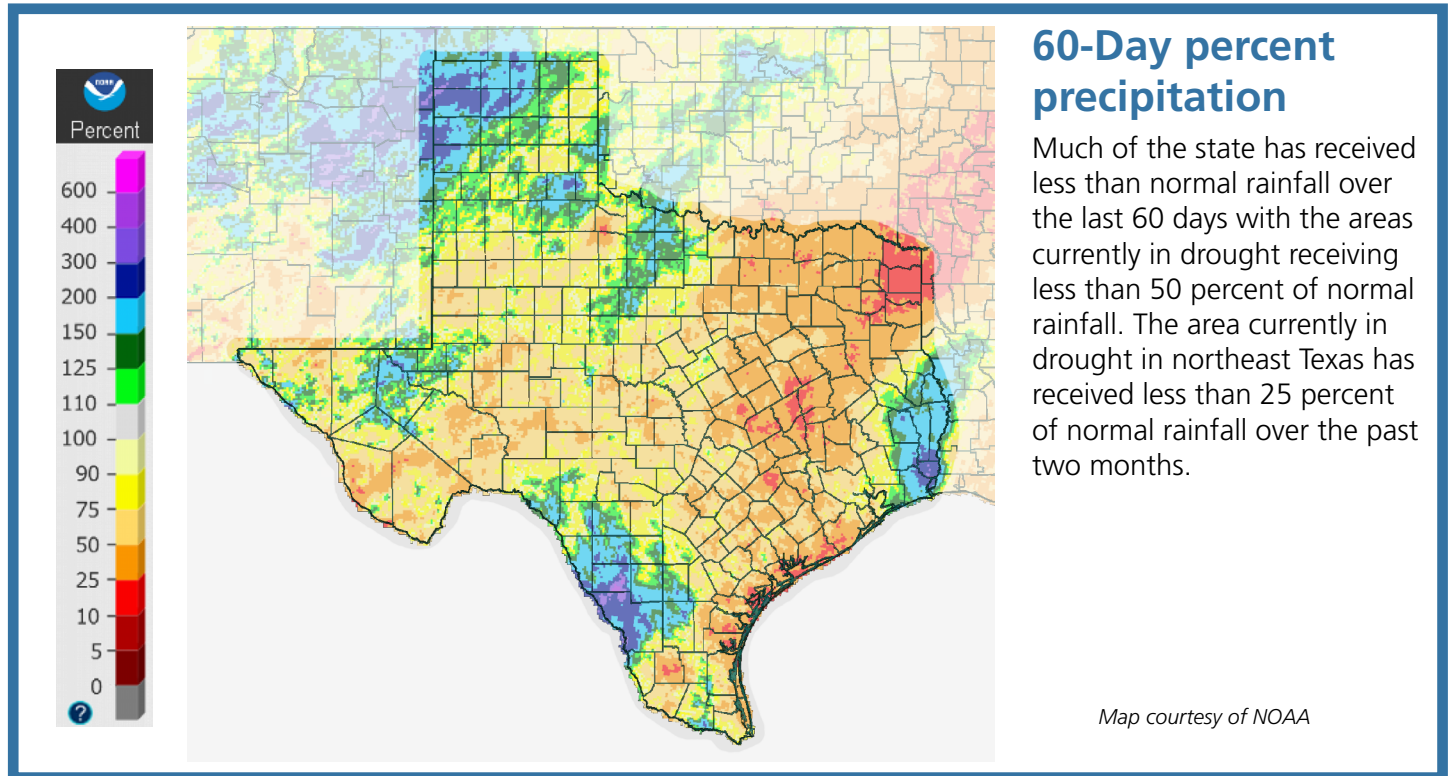 60-Day percent
precipitation
Much of the state has received
less than normal rainfall over
the last 60 days with the areas
currently in drought receiving
less than 50 percent of normal
rainfall. The area currently in
drought in northeast Texas has
received less than 25 percent
of normal rainfall over the past
two months.
Map courtesy of NOAA
NOAA
Percent
600
400
300
200
150
125
110
100
90
75
50
25
10
5
0
?